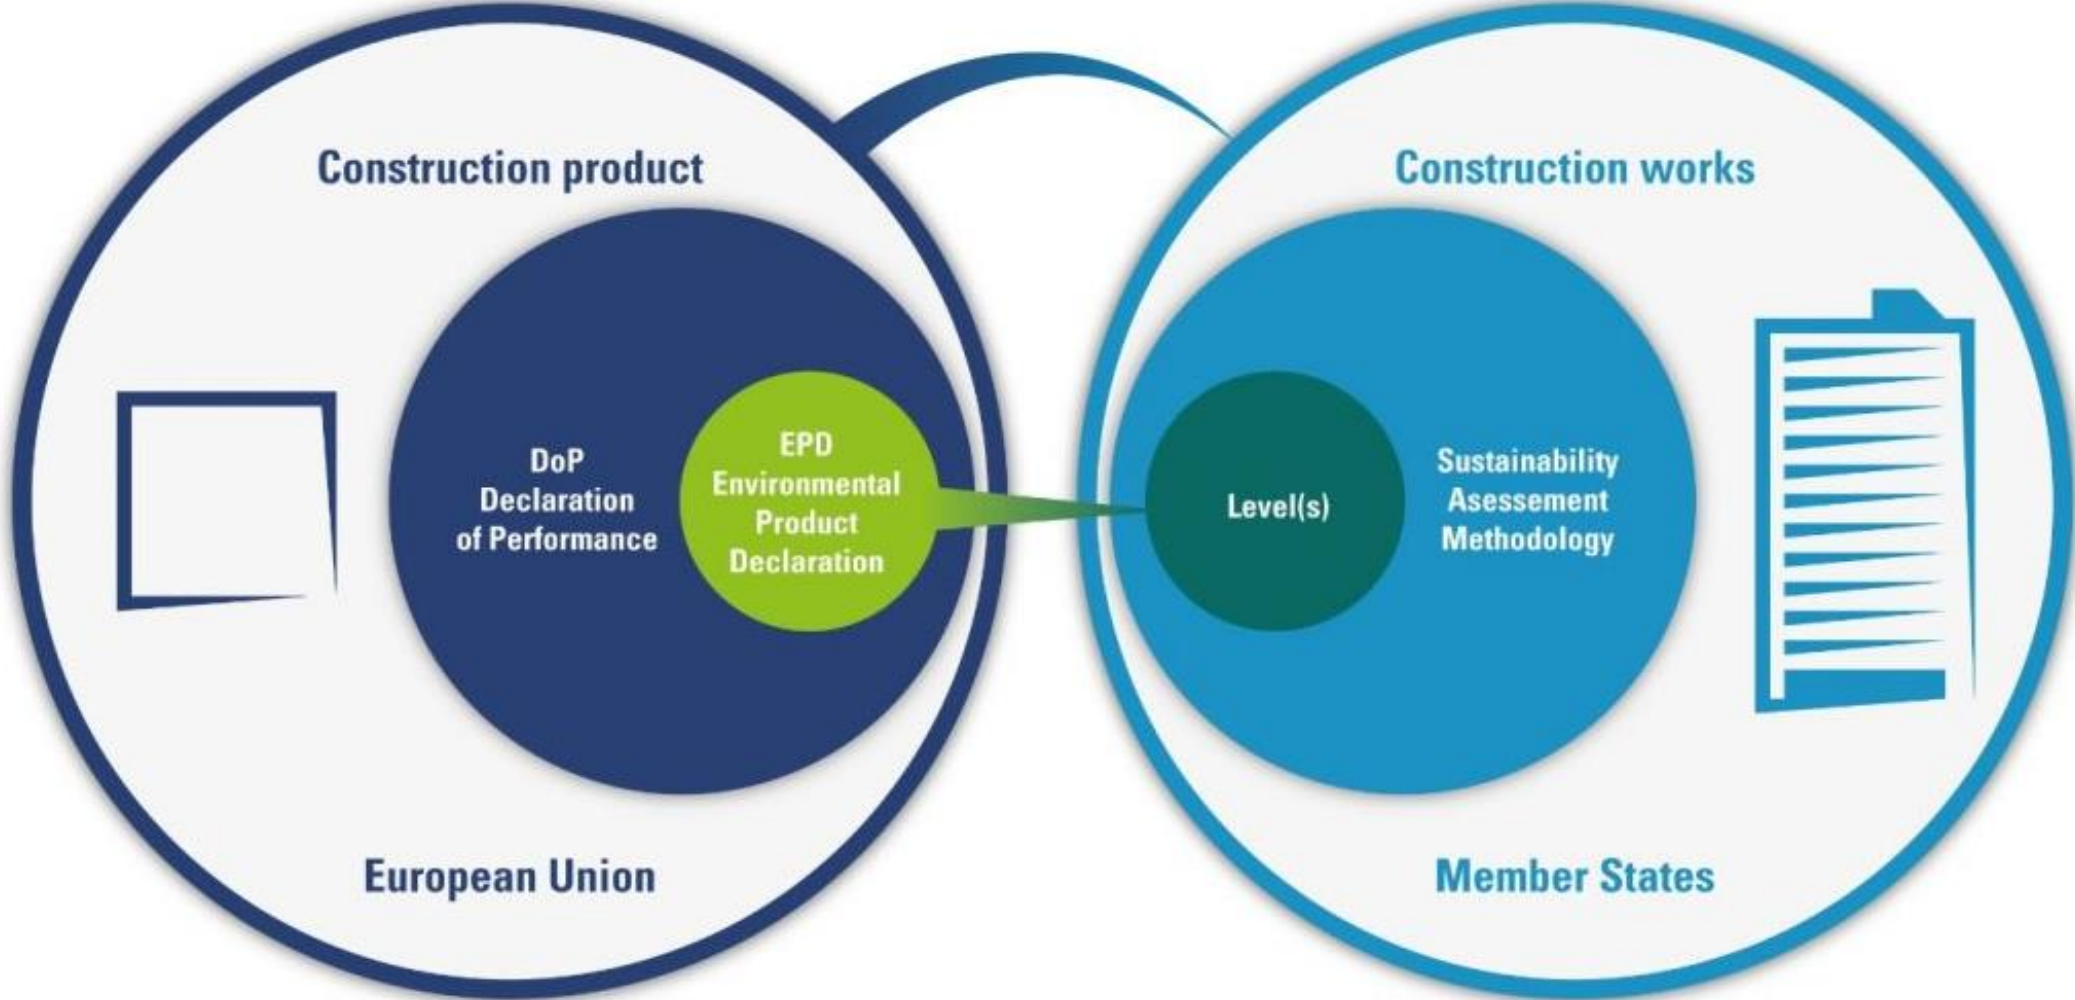 Construction product
DoP
Declaration
of Performance
EPD
Environmental
Product
Declaration
European Union
Construction works
Level(s)
Sustainability
Asessement
Methodology
Member States